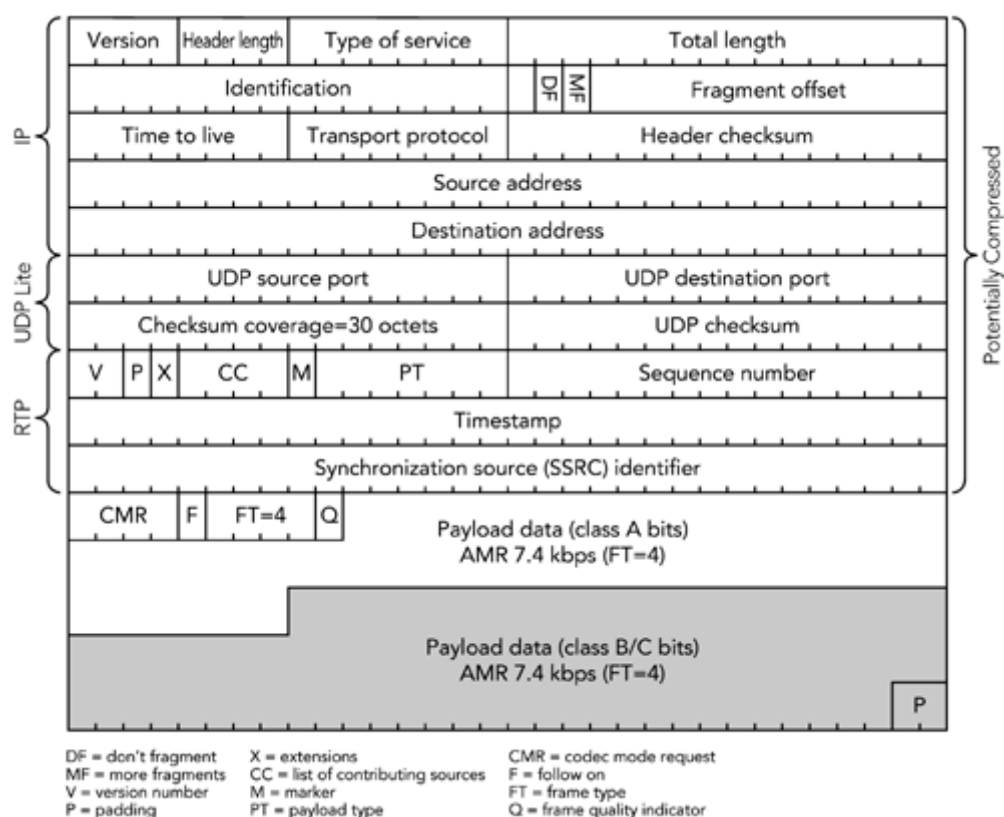 Version Header length Type of service Total length
Identification DF MF Fragment offset
Time to live Transport protocol Header checksum
Source address
Destination address
UDP source port UDP destination port
Checksum coverage=30 octets UDP checksum
V P X CC M PT Sequence number
Timestamp
Synchronization source (SSRC) identifier
CMR F FT=4 Q Payload data (class A bits)
AMR 7.4 kbps (FT=4)
Payload data (class B/C bits)
AMR 7.4 kbps (FT=4)
P
IP
UDP Lite
RTP
Potentially Compressed
DF = don't fragment X = extensions CMR = codec mode request
MF = more fragments CC = list of contributing sources F = follow on
V = version number M = marker FT = frame type
P = padding PT = payload type Q = frame quality indicator